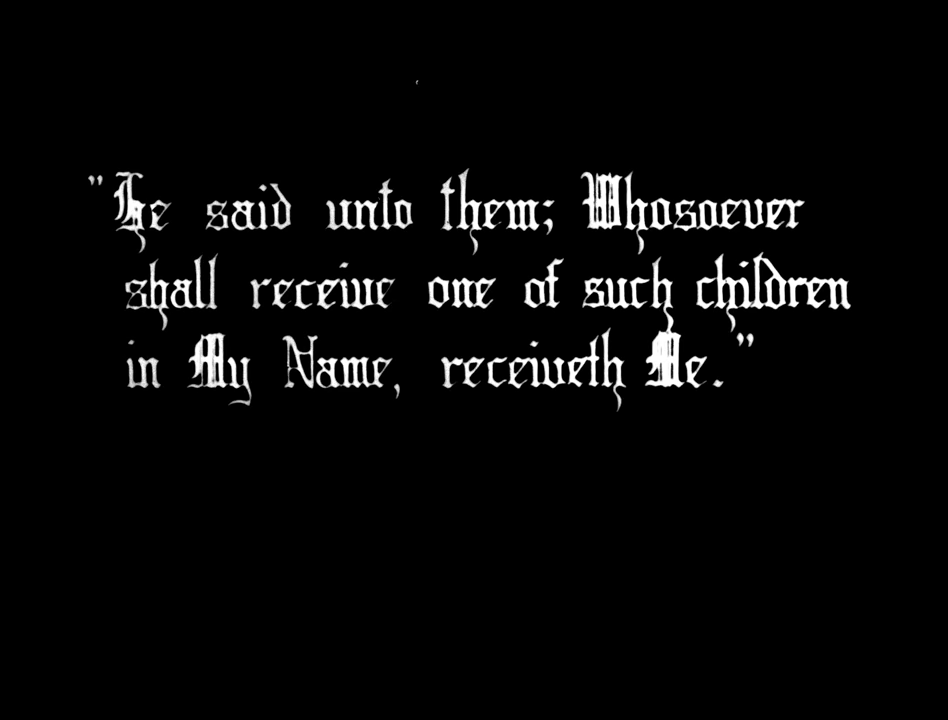 "He said unto them; Whosoever
shall receive one of such children
in My Name, receiveth Me."